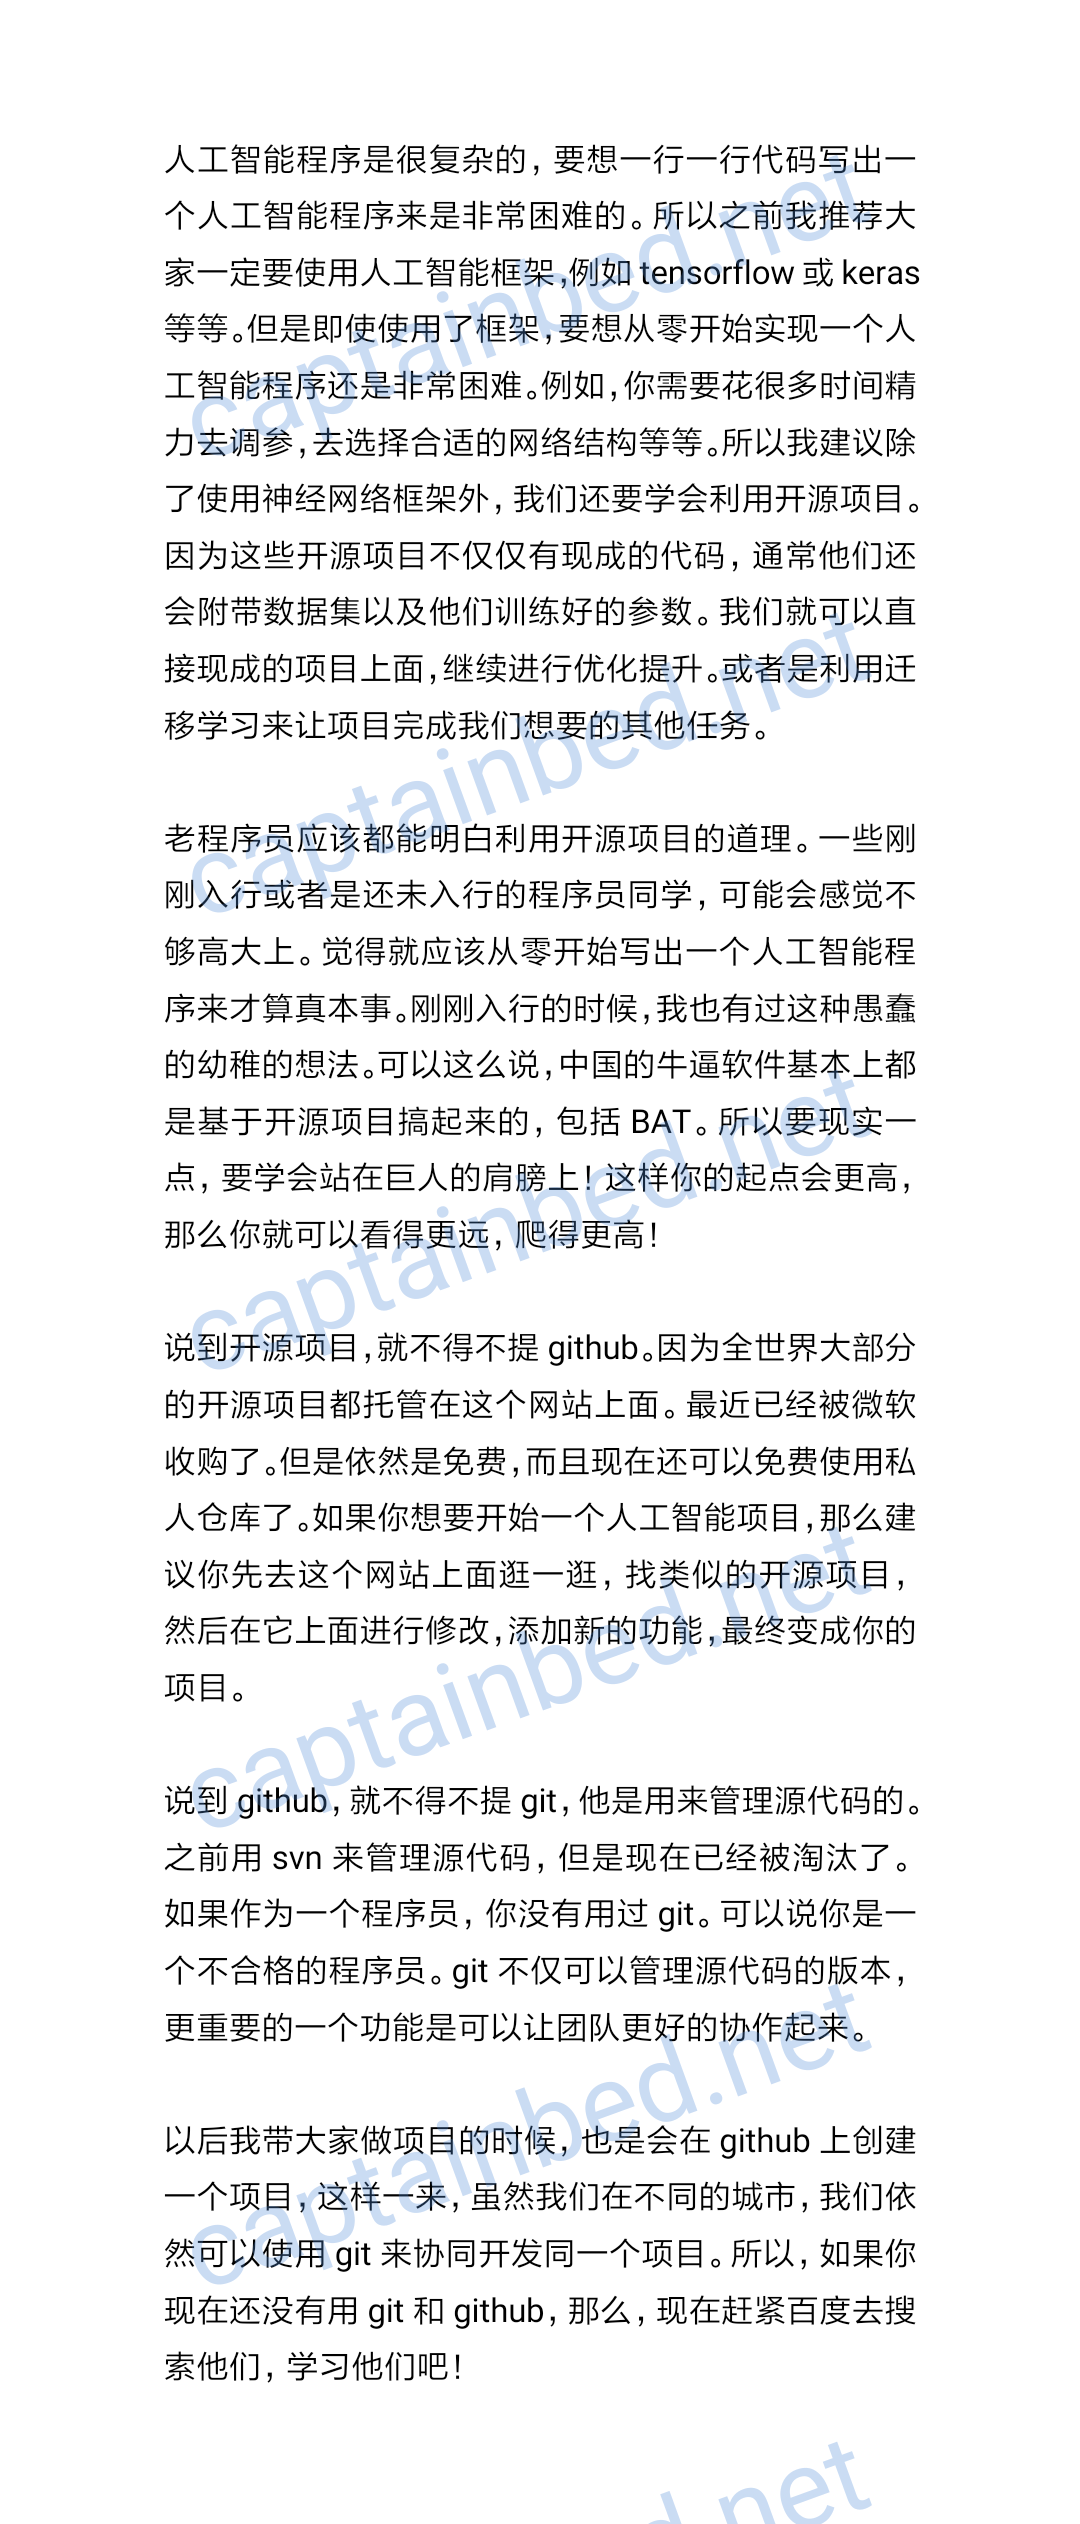 人工智能程序是很复杂的，要想一行一行代码写出一
个人工智能程序来是非常困难的。所以之前我推荐大
家一定要使用人工智能框架，例如 tensorflow 或 keras
等等。但是即使使用了框架，要想从零开始实现一个人
工智能程序还是非常困难。例如，你需要花很多时间精
力去调参，去选择合适的网络结构等等。所以我建议除
了使用神经网络框架外，我们还要学会利用开源项目。
因为这些开源项目不仅仅有现成的代码，通常他们还
会附带数据集以及他们训练好的参数。我们就可以直
接现成的项目上面，继续进行优化提升。或者是利用迁
移学习来让项目完成我们想要的其他任务。
老程序员应该都能明白利用开源项目的道理。一些刚
刚入行或者是还未入行的程序员同学，可能会感觉不
够高大上。觉得就应该从零开始写出一个人工智能程
序来才算真本事。刚刚入行的时候，我也有过这种愚蠢
的幼稚的想法。可以这么说，中国的牛逼软件基本上都
是基于开源项目搞起来的，包括 BAT。所以要现实一
点，要学会站在巨人的肩膀上！这样你的起点会更高，
那么你就可以看得更远，爬得更高！
说到开源项目，就不得不提 github。因为全世界大部分
的开源项目都托管在这个网站上面。最近已经被微软
收购了。但是依然是免费，而且现在还可以免费使用私
人仓库了。如果你想要开始一个人工智能项目，那么建
议你先去这个网站上面逛一逛，找类似的开源项目，
然后在它上面进行修改，添加新的功能，最终变成你的
项目。
说到 github，就不得不提 git，他是用来管理源代码的。
之前用 svn 来管理源代码，但是现在已经被淘汰了。
如果作为一个程序员，你没有用过 git。可以说你是一
个不合格的程序员。git 不仅可以管理源代码的版本，
更重要的一个功能是可以让团队更好的协作起来。
以后我带大家做项目的时候，也是会在 github 上创建
一个项目，这样一来，虽然我们在不同的城市，我们依
然可以使用 git 来协同开发同一个项目。所以，如果你
现在还没有用 git 和 github，那么，现在赶紧百度去搜
索他们，学习他们吧！
captainbed.net
captainbed.net
captainbed.net
captainbed.net
captainbed.net
d.net